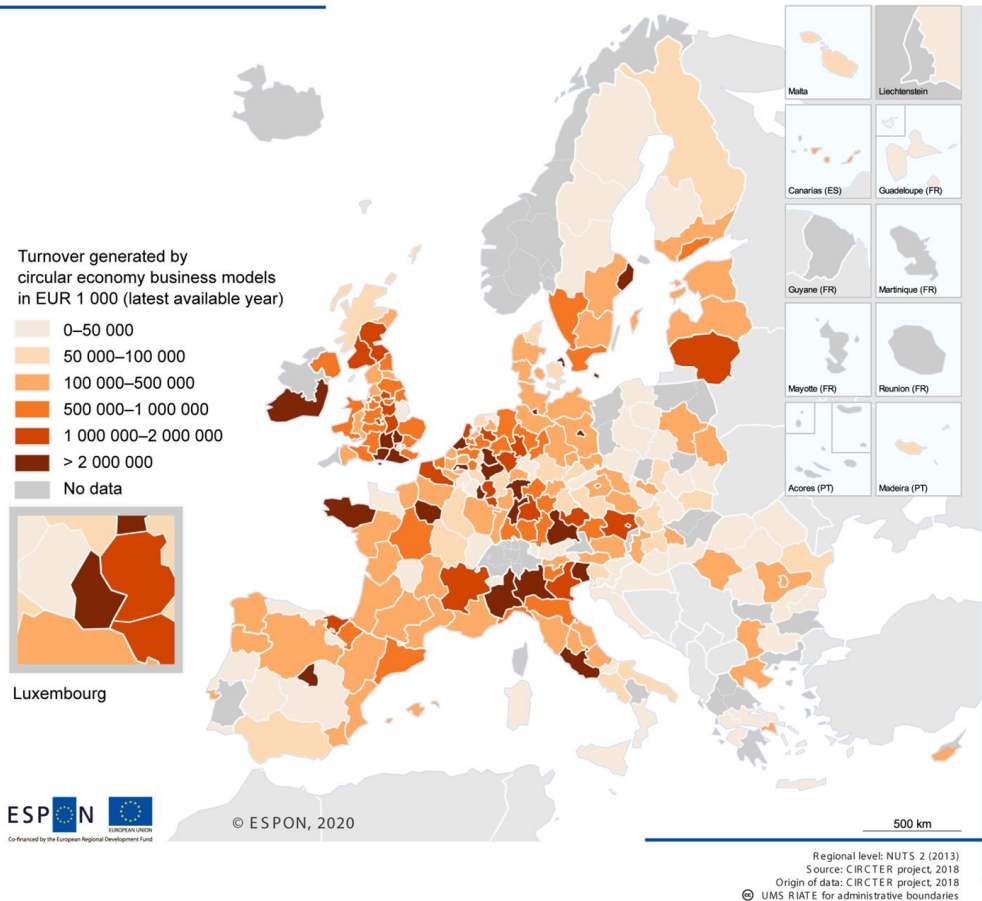 Turnover generated by
circular economy business models
in EUR 1 000 (latest available year)
0–50 000
50 000–100 000
100 000–500 000
500 000–1 000 000
1 000 000–2 000 000
> 2 000 000
No data
Luxembourg
Malta
Liechtenstein
Canarias (ES)
Guadeloupe (FR)
Guyane (FR)
Martinique (FR)
Mayotte (FR)
Reunion (FR)
Acores (PT)
Madeira (PT)
ESPON
EUROPEAN UNION
Co-financed by the European Regional Development Fund
© ESPON, 2020
500 km
Regional level: NUTS 2 (2013)
Source: CIRCTER project, 2018
Origin of data: CIRCTER project, 2018
cc UMS RIATE for administrative boundaries